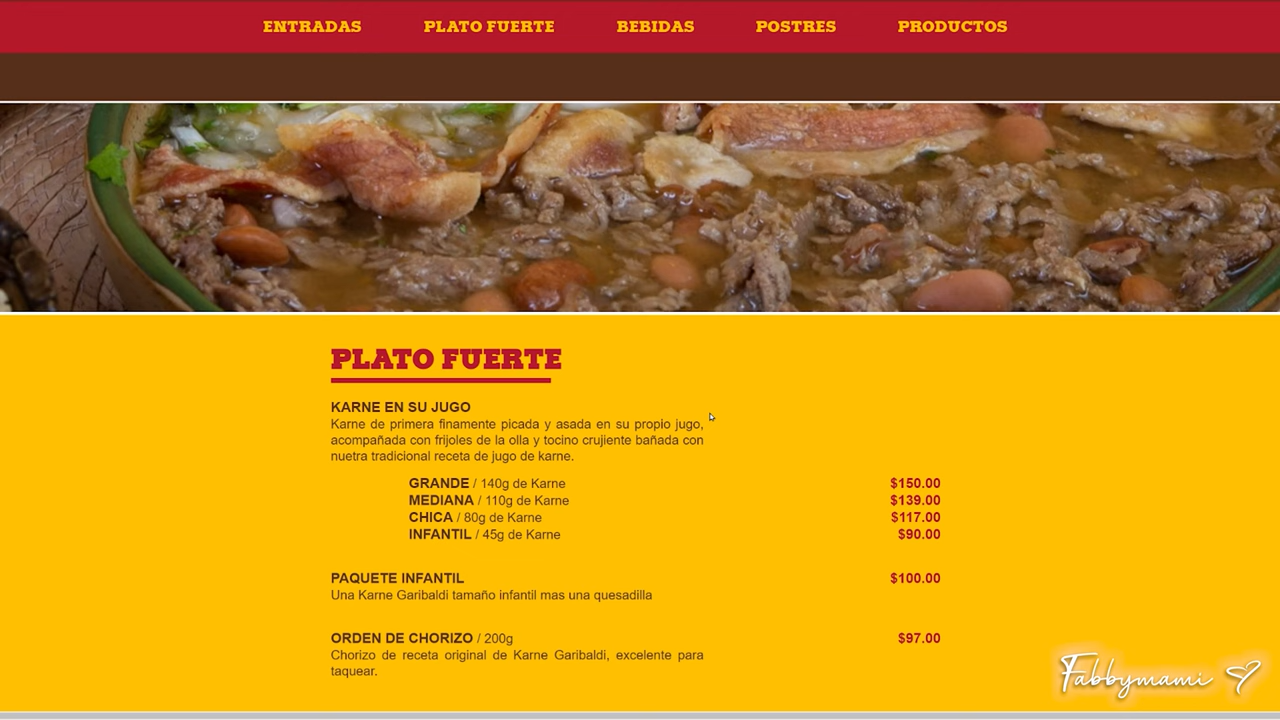 ENTRADAS PLATO FUERTE BEBIDAS POSTRES PRODUCTOS
PLATO FUERTE
KARNE EN SU JUGO
Karne de primera finamente picada y asada en su propio jugo,
acompañada con frijoles de la olla y tocino crujiente bañada con
nuetra tradicional receta de jugo de karne.
GRANDE / 140g de Karne $150.00
MEDIANA / 110g de Karne $139.00
CHICA / 80g de Karne $117.00
INFANTIL / 45g de Karne $90.00
PAQUETE INFANTIL $100.00
Una Karne Garibaldi tamaño infantil mas una quesadilla
ORDEN DE CHORIZO / 200g $97.00
Chorizo de receta original de Karne Garibaldi, excelente para
taquear.
Fabbymami